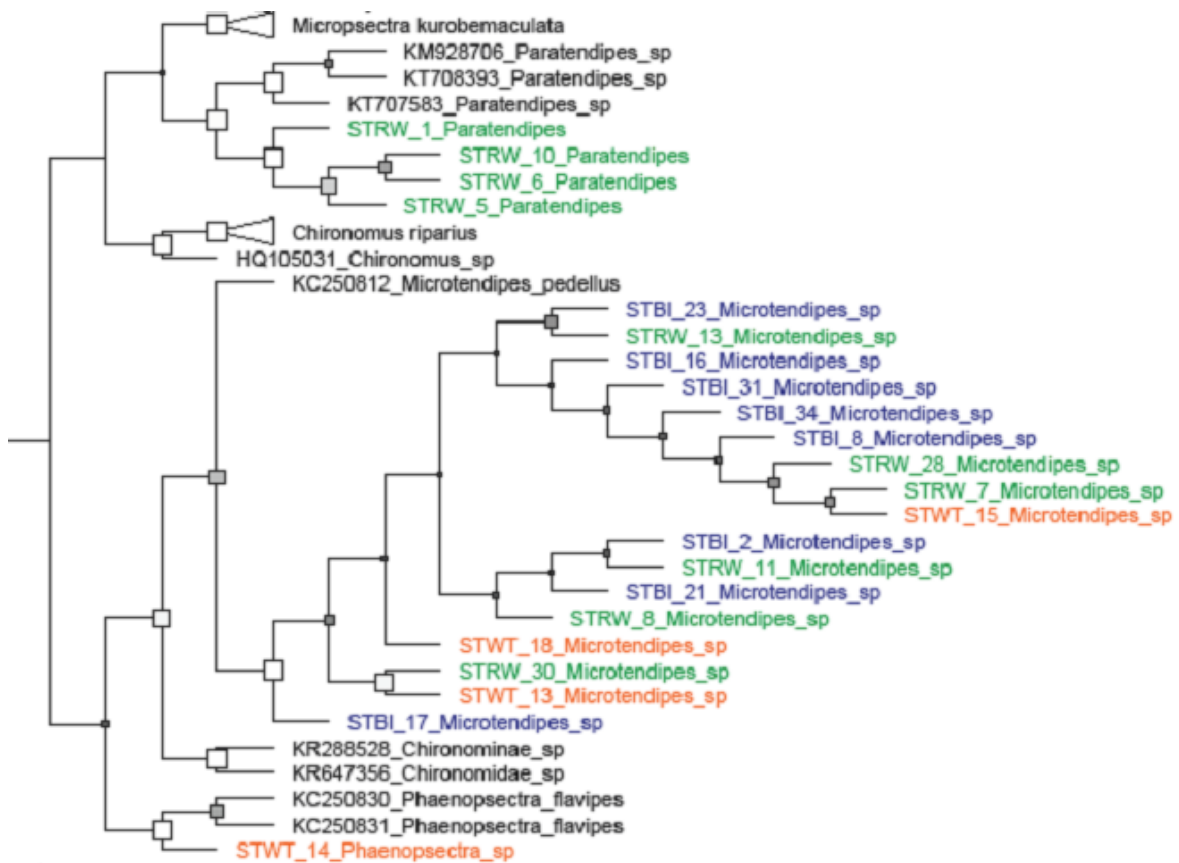 Micropsectra kurobemaculata
KM928706_Paratendipes_sp
KT708393_Paratendipes_sp
KT707583_Paratendipes_sp
STRW_1_Paratendipes
STRW_10_Paratendipes
STRW_6_Paratendipes
STRW_5_Paratendipes
Chironomus riparius
HQ105031_Chironomus_sp
KC250812_Microtendipes_pedellus
STBI_23_Microtendipes_sp
STRW_13_Microtendipes_sp
STBI_16_Microtendipes_sp
STBI_31_Microtendipes_sp
STBI_34_Microtendipes_sp
STBI_8_Microtendipes_sp
STRW_28_Microtendipes_sp
STRW_7_Microtendipes_sp
STWT_15_Microtendipes_sp
STBI_2_Microtendipes_sp
STRW_11_Microtendipes_sp
STBI_21_Microtendipes_sp
STRW_8_Microtendipes_sp
STWT_18_Microtendipes_sp
STRW_30_Microtendipes_sp
STWT_13_Microtendipes_sp
STBI_17_Microtendipes_sp
KR288528_Chironominae_sp
KR647356_Chironomidae_sp
KC250830_Phaenopsectra_flavipes
KC250831_Phaenopsectra_flavipes
STWT_14_Phaenopsectra_sp